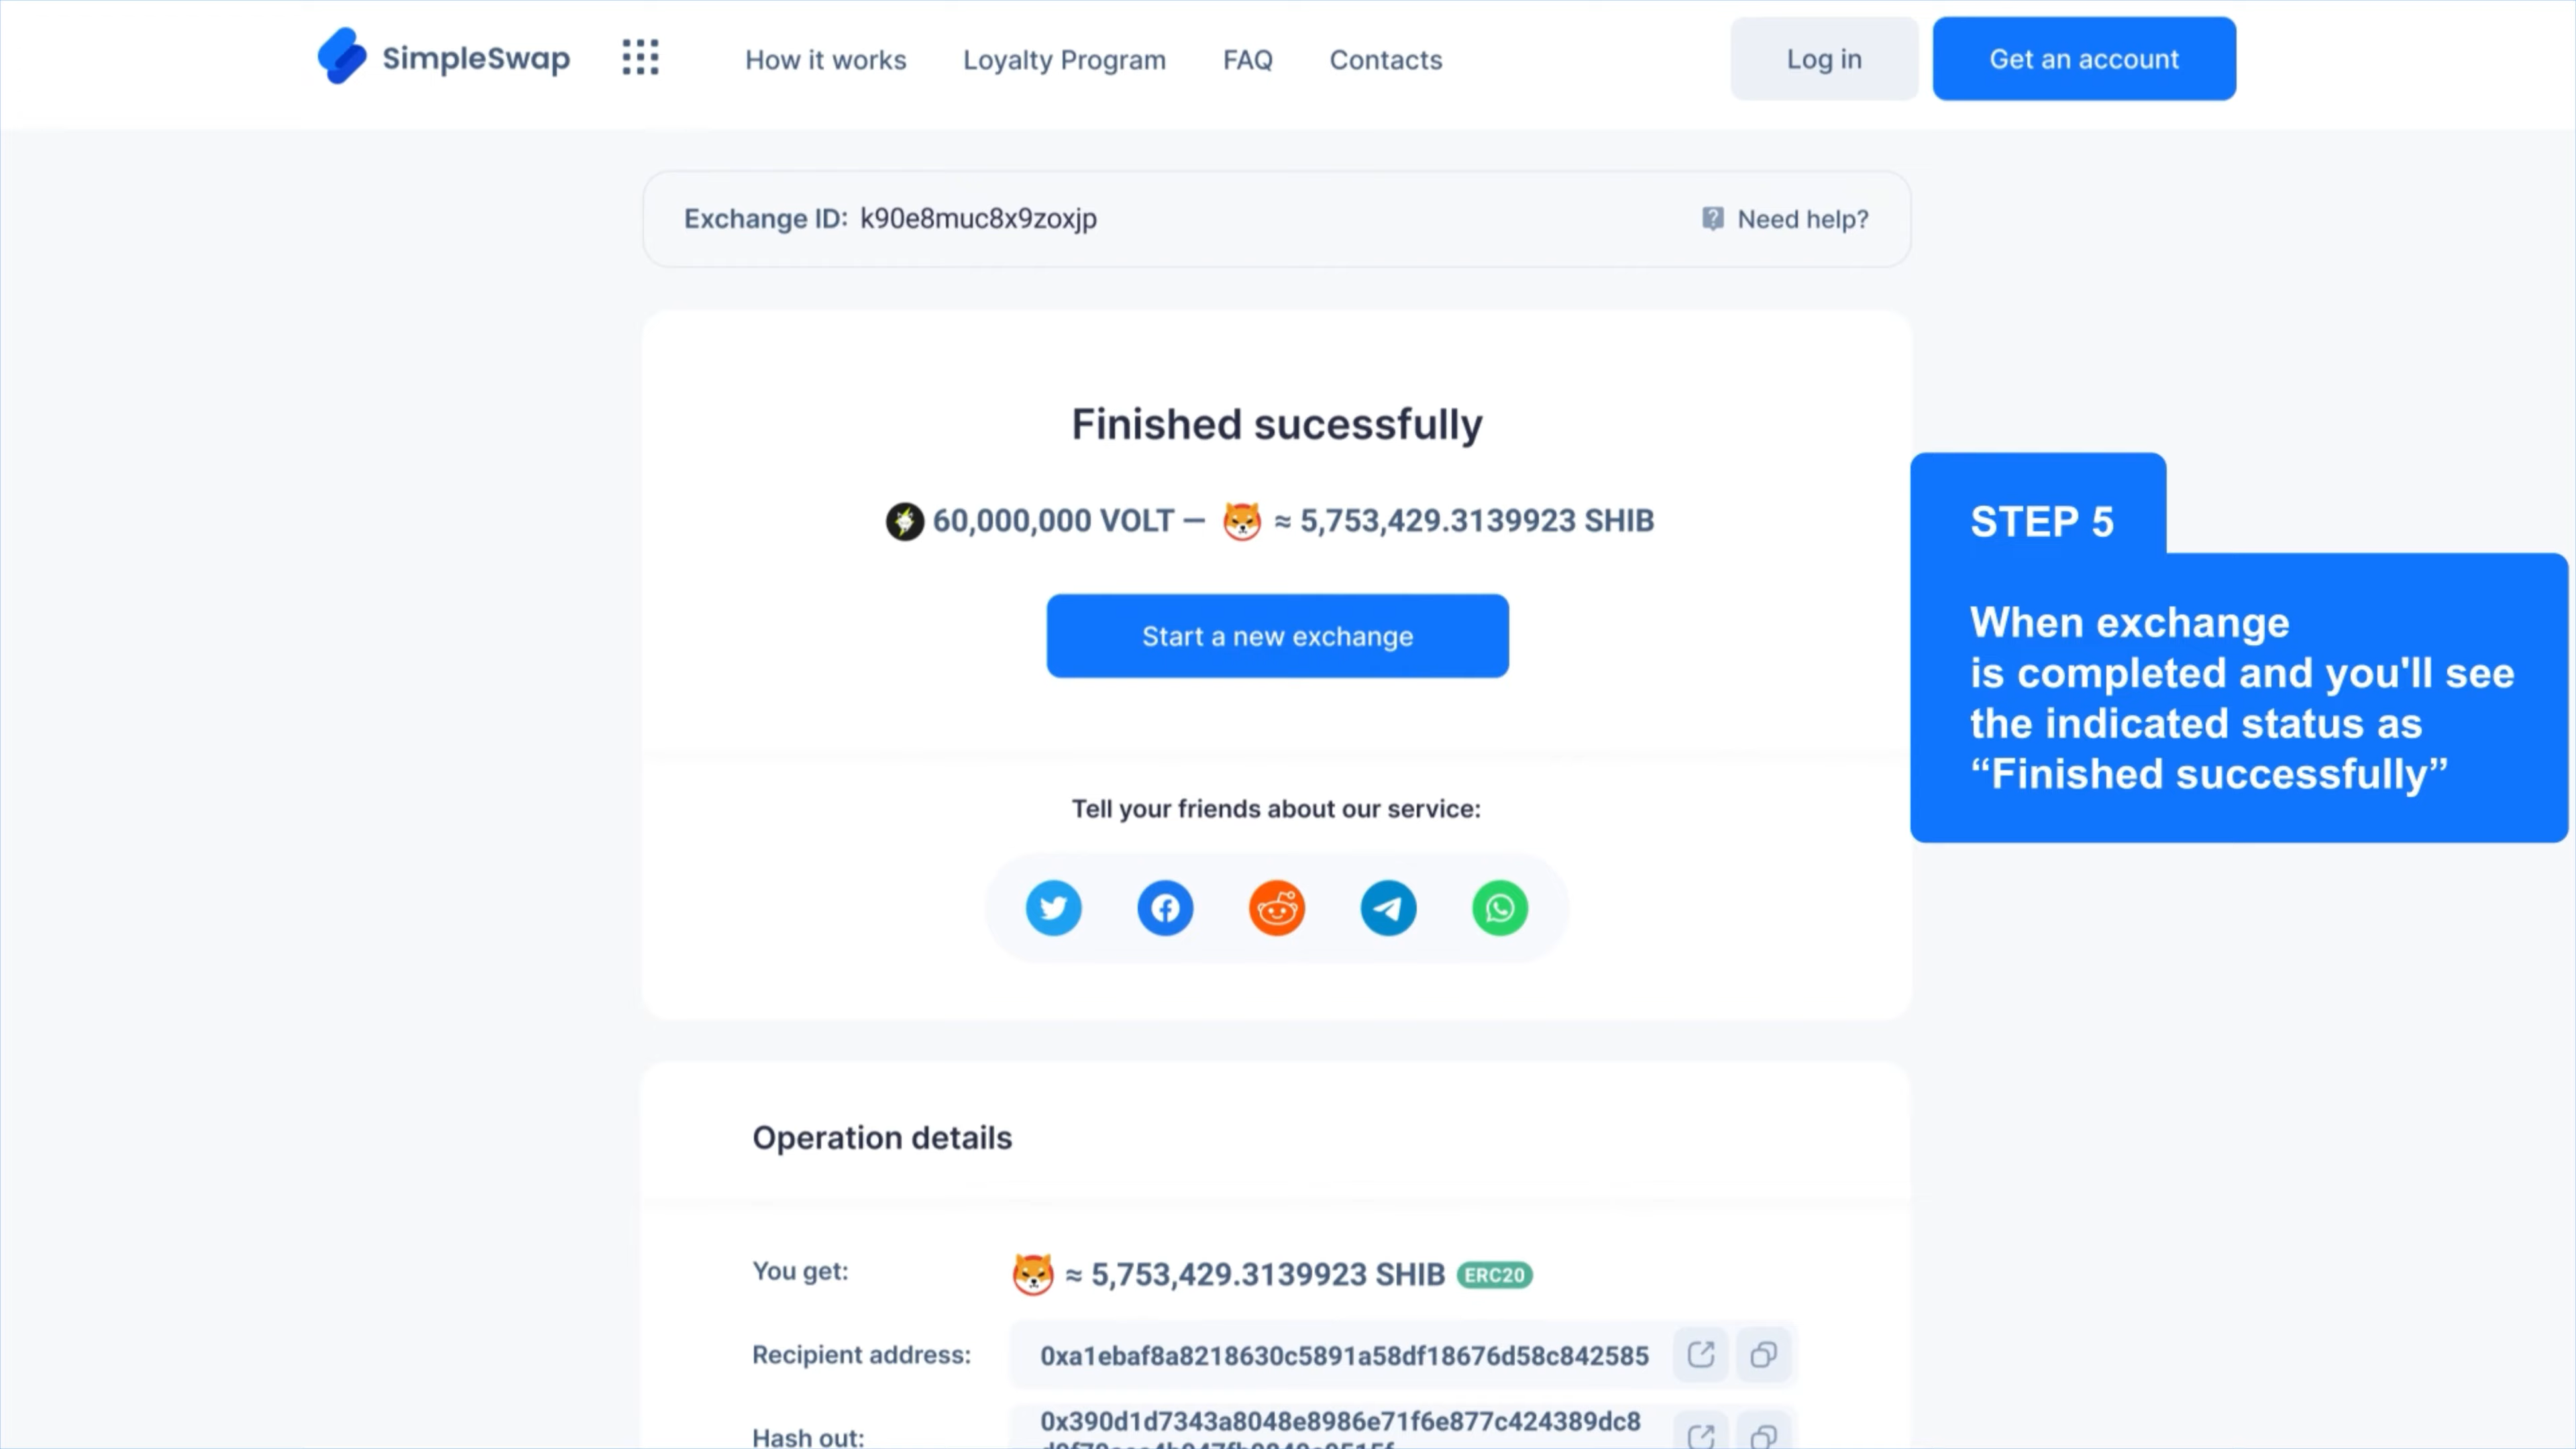 SimpleSwap How it works Loyalty Program FAQ Contacts Log in Get an account
Exchange ID: k90e8muc8x9zoxjp Need help?
Finished sucessfully
60,000,000 VOLT – ≈ 5,753,429.3139923 SHIB
Start a new exchange
STEP 5
When exchange
is completed and you'll see
the indicated status as
“Finished successfully”
Tell your friends about our service:
Operation details
You get: ≈ 5,753,429.3139923 SHIB ERC20
Recipient address: 0xa1ebaf8a8218630c5891a58df18676d58c842585
Hash out: 0x390d1d7343a8048e8986e71f6e877c424389dc8